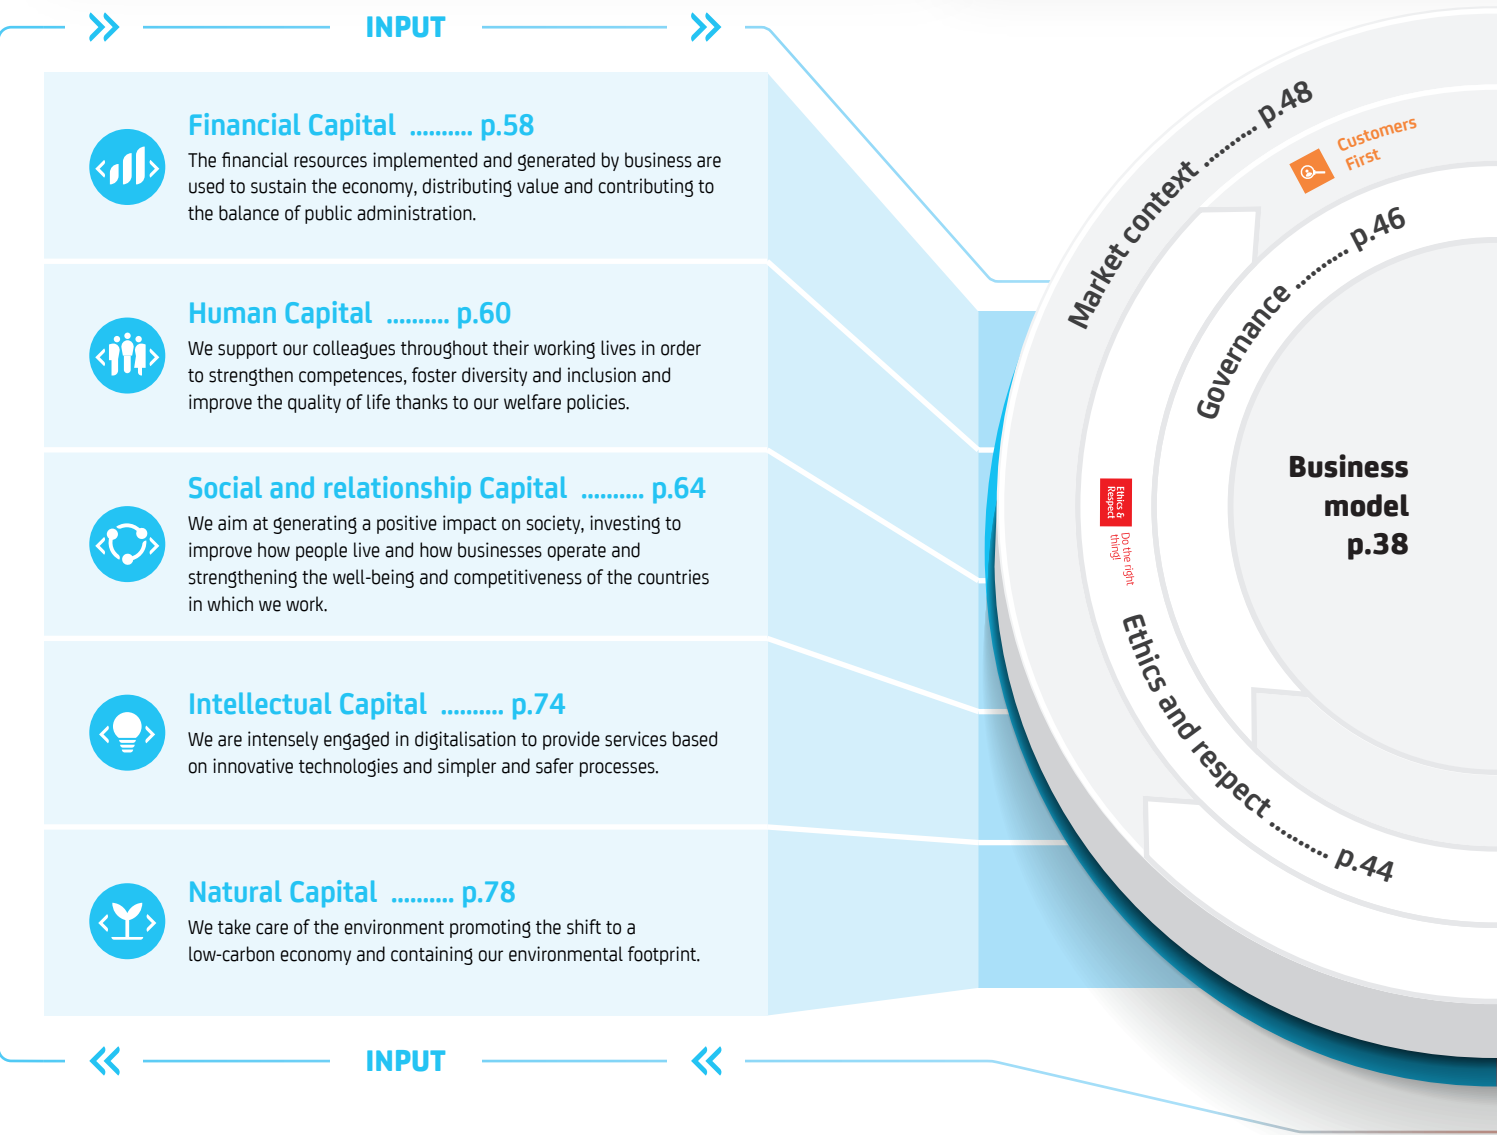 INPUT
Financial Capital .......... p.58
The financial resources implemented and generated by business are
used to sustain the economy, distributing value and contributing to
the balance of public administration.
Human Capital .......... p.60
We support our colleagues throughout their working lives in order
to strengthen competences, foster diversity and inclusion and
improve the quality of life thanks to our welfare policies.
Social and relationship Capital .......... p.64
We aim at generating a positive impact on society, investing to
improve how people live and how businesses operate and
strengthening the well-being and competitiveness of the countries
in which we work.
Intellectual Capital .......... p.74
We are intensely engaged in digitalisation to provide services based
on innovative technologies and simpler and safer processes.
Natural Capital .......... p.78
We take care of the environment promoting the shift to a
low-carbon economy and containing our environmental footprint.
INPUT
Market context .......... p.48
Customers
First
Governance .......... p.46
Business
model
p.38
Ethics &
Respect
Do the right
thing!
Ethics and respect .......... p.44